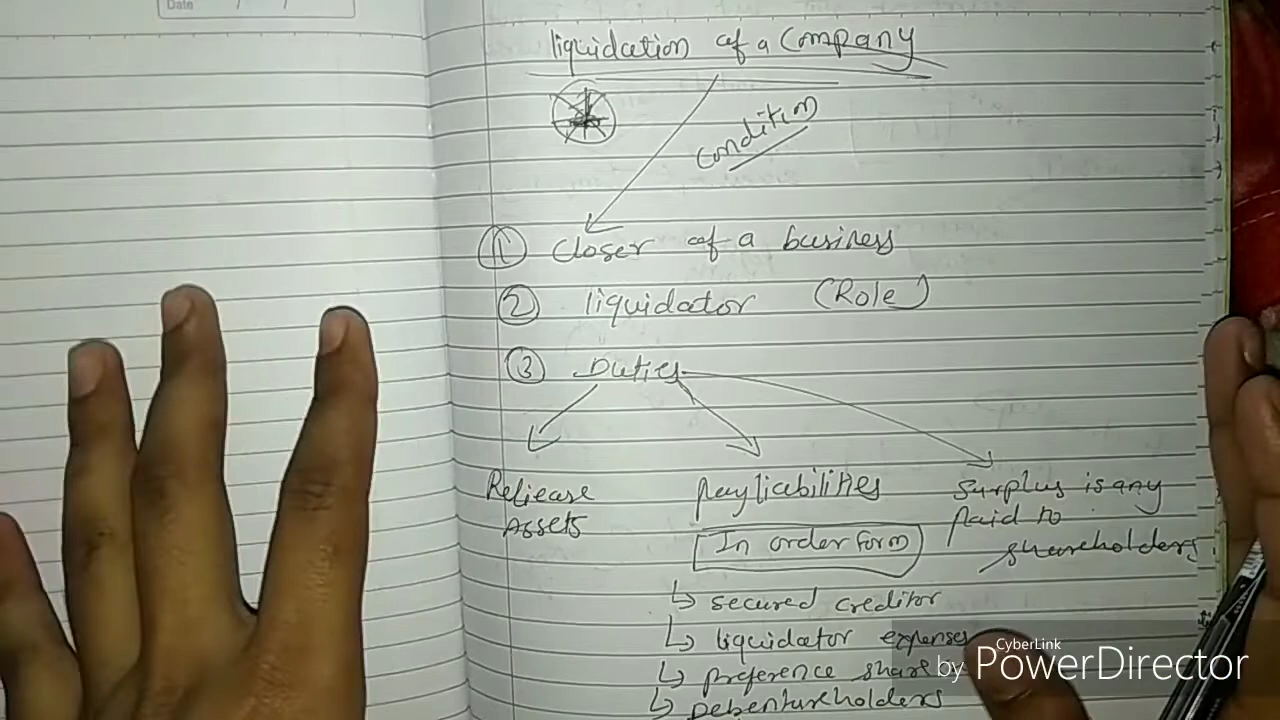 Date / /
liquidation of a Company
condition
① Closer of a business
② liquidator (Role)
③ Duties
Reliease
Assets
pay liabilities
In order form
surplus is any
paid to
shareholders
↳ secured creditor
↳ liquidator expenses
↳ preference share
↳ Debentureholders
CyberLink
by PowerDirector